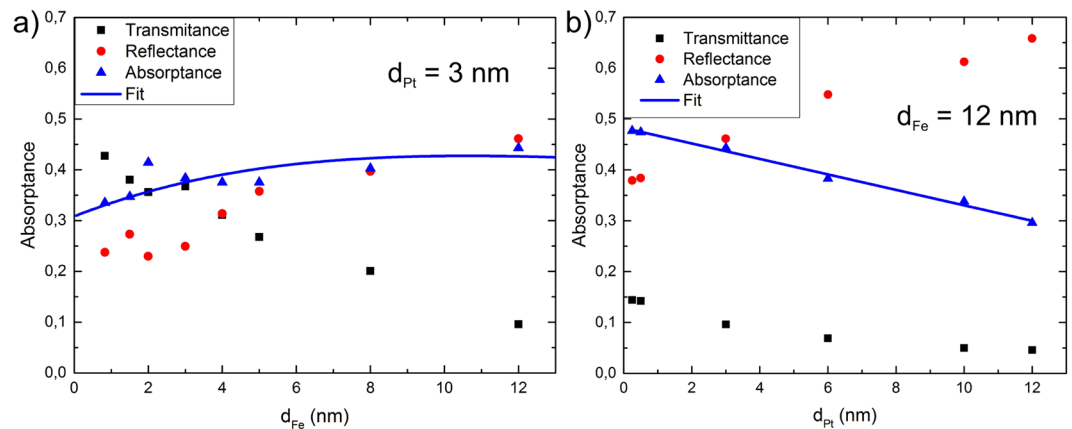 a)
Transmitance
Reflectance
Absorptance
Fit
d_Pt = 3 nm
0,7
0,6
0,5
0,4
0,3
0,2
0,1
0,0
Absorptance
0 2 4 6 8 10 12
d_Fe (nm)
b)
Transmittance
Reflectance
Absorptance
Fit
d_Fe = 12 nm
0,7
0,6
0,5
0,4
0,3
0,2
0,1
0,0
Absorptance
0 2 4 6 8 10 12
d_Pt (nm)